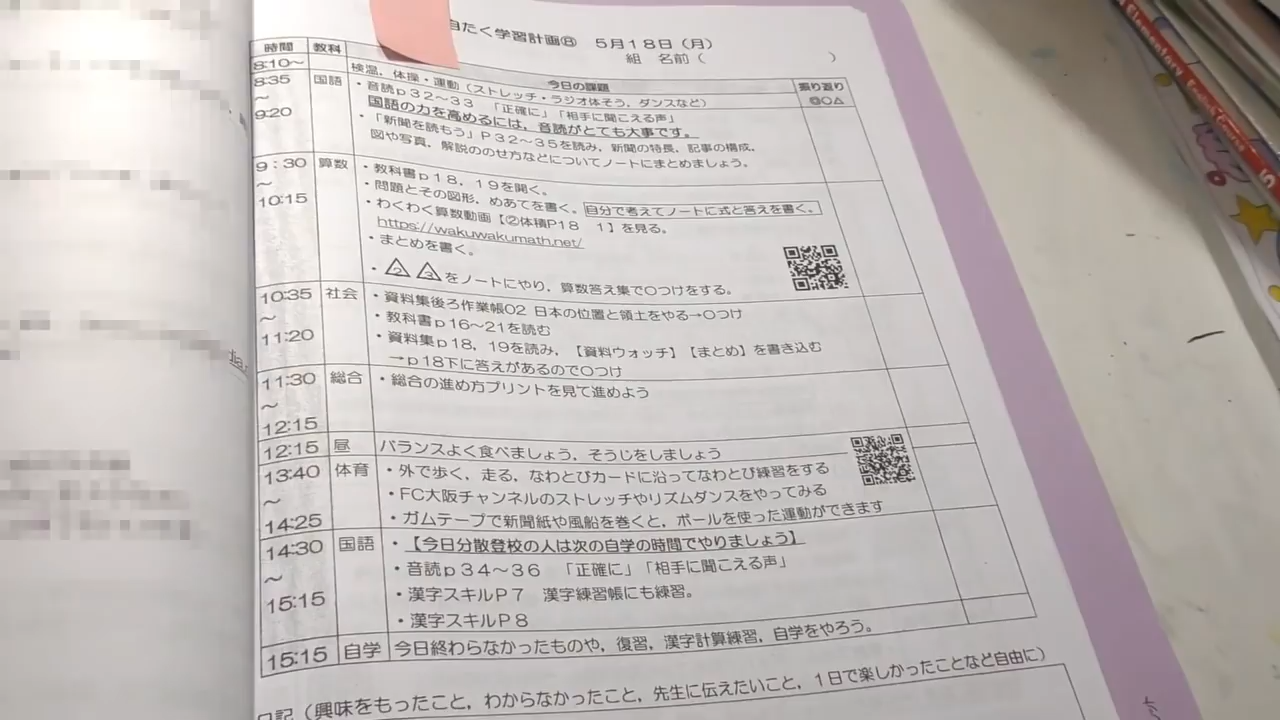 自たく学習計画⑧ 5月18日（月）
組 名前（ ）
時間 教科 今日の課題 振り返り
◎○△
8:10～ 検温，体操・運動（ストレッチ・ラジオ体そう，ダンスなど）
8:35 ～ 9:20 国語 ・音読p32～33 「正確に」「相手に聞こえる声」
国語の力を高めるには，音読がとても大事です。
・「新聞を読もう」P32～35を読み，新聞の特長，記事の構成，
図や写真，解説ののせ方などについてノートにまとめましょう。
9:30 ～ 10:15 算数 ・教科書p18，19を開く。
・問題とその図形，めあてを書く。自分で考えてノートに式と答えを書く。
・わくわく算数動画【②体積P18 1】を見る。
https://wakuwakumath.net/
・まとめを書く。
・△2 △3をノートにやり，算数答え集で○つけをする。
10:35 ～ 11:20 社会 ・資料集後ろ作業帳02 日本の位置と領土をやる→○つけ
・教科書p16～21を読む
・資料集p18，19を読み，【資料ウォッチ】【まとめ】を書き込む
→p18下に答えがあるので○つけ
11:30 ～ 12:15 総合 ・総合の進め方プリントを見て進めよう
12:15 昼 バランスよく食べましょう，そうじをしましょう
13:40 ～ 14:25 体育 ・外で歩く，走る，なわとびカードに沿ってなわとび練習をする
・FC大阪チャンネルのストレッチやリズムダンスをやってみる
・ガムテープで新聞紙や風船を巻くと，ボールを使った運動ができます
14:30 ～ 15:15 国語 ・【今日分散登校の人は次の自学の時間でやりましょう】
・音読p34～36 「正確に」「相手に聞こえる声」
・漢字スキルP7 漢字練習帳にも練習。
・漢字スキルP8
15:15 自学 今日終わらなかったものや，復習，漢字計算練習，自学をやろう。
日記（興味をもったこと，わからなかったこと，先生に伝えたいこと，1日で楽しかったことなど自由に）
Elementary